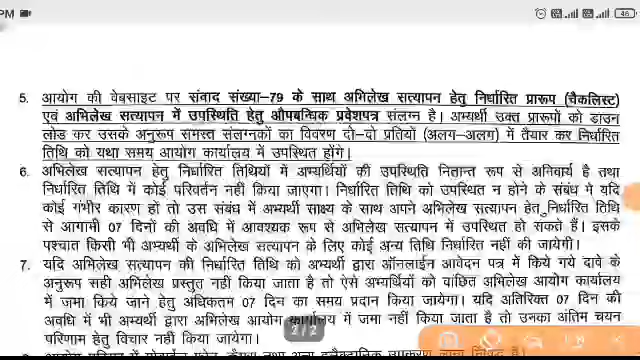 PM
46
5. आयोग की वेबसाइट पर संवाद संख्या-79 के साथ अभिलेख सत्यापन हेतु निर्धारित प्रारूप (चैकलिस्ट)
एवं अभिलेख सत्यापन में उपस्थिति हेतु औपबन्धिक प्रवेशपत्र संलग्न है। अभ्यर्थी उक्त प्रारूपों को डाउन
लोड कर उसके अनुरूप समस्त संलग्नकों का विवरण दो-दो प्रतियों (अलग-अलग) में तैयार कर निर्धारित
तिथि को यथा समय आयोग कार्यालय में उपस्थित होंगे।
6. अभिलेख सत्यापन हेतु निर्धारित तिथियों में अभ्यर्थियों की उपस्थिति नितान्त रूप से अनिवार्य है तथा
निर्धारित तिथि में कोई परिवर्तन नहीं किया जाएगा। निर्धारित तिथि को उपस्थित न होने के संबंध में यदि
कोई गंभीर कारण हो तो उस संबंध में अभ्यर्थी साक्ष्य के साथ अपने अभिलेख सत्यापन हेतु निर्धारित तिथि
से आगामी 07 दिनों की अवधि में आवश्यक रूप से अभिलेख सत्यापन में उपस्थित हो सकते हैं। इसके
पश्चात किसी भी अभ्यर्थी के अभिलेख सत्यापन के लिए कोई अन्य तिथि निर्धारित नहीं की जायेगी।
7. यदि अभिलेख सत्यापन की निर्धारित तिथि को अभ्यर्थी द्वारा ऑनलाईन आवेदन पत्र में किये गये दावे के
अनुरूप सही अभिलेख प्रस्तुत नहीं किया जाता है तो ऐसे अभ्यर्थियों को वांछित अभिलेख आयोग कार्यालय
में जमा किये जाने हेतु अधिकतम 07 दिन का समय प्रदान किया जायेगा। यदि अतिरिक्त 07 दिन की
अवधि में भी अभ्यर्थी द्वारा अभिलेख आयोग कार्यालय में जमा नहीं किया जाता है तो उनका अंतिम चयन
2/2
परिणाम हेतु विचार नहीं किया जायेगा।